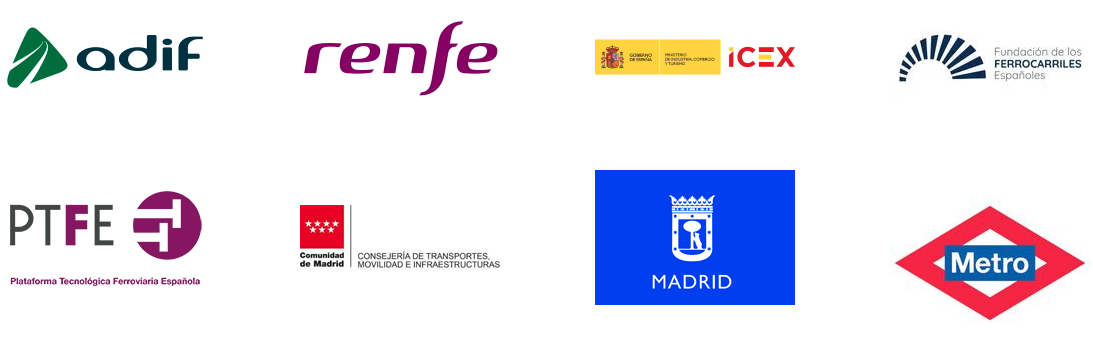 adif
renfe
GOBIERNO
DE ESPAÑA
MINISTERIO
DE INDUSTRIA, COMERCIO
Y TURISMO
ICEX
Fundación de los
FERROCARRILES
Españoles
PTFE
Plataforma Tecnológica Ferroviaria Española
Comunidad
de Madrid
CONSEJERÍA DE TRANSPORTES,
MOVILIDAD E INFRAESTRUCTURAS
MADRID
Metro